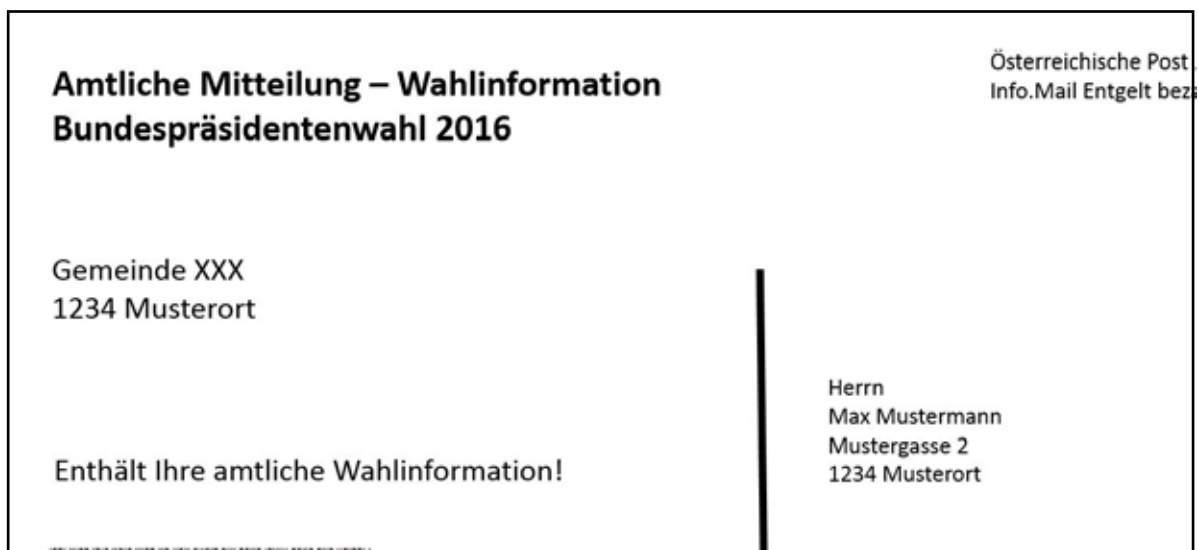 Amtliche Mitteilung – Wahlinformation
Bundespräsidentenwahl 2016
Österreichische Post
Info.Mail Entgelt
Gemeinde XXX
1234 Musterort
Herrn
Max Mustermann
Mustergasse 2
1234 Musterort
Enthält Ihre amtliche Wahlinformation!